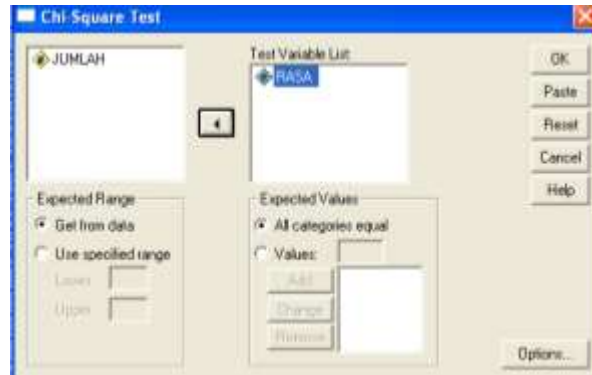 Chi-Square Test
JUMLAH
Test Variable List:
RASA
OK
Paste
Reset
Cancel
Help
Expected Range
Get from data
Use specified range
Lower:
Upper:
Expected Values
All categories equal
Values:
Add
Change
Remove
Options...